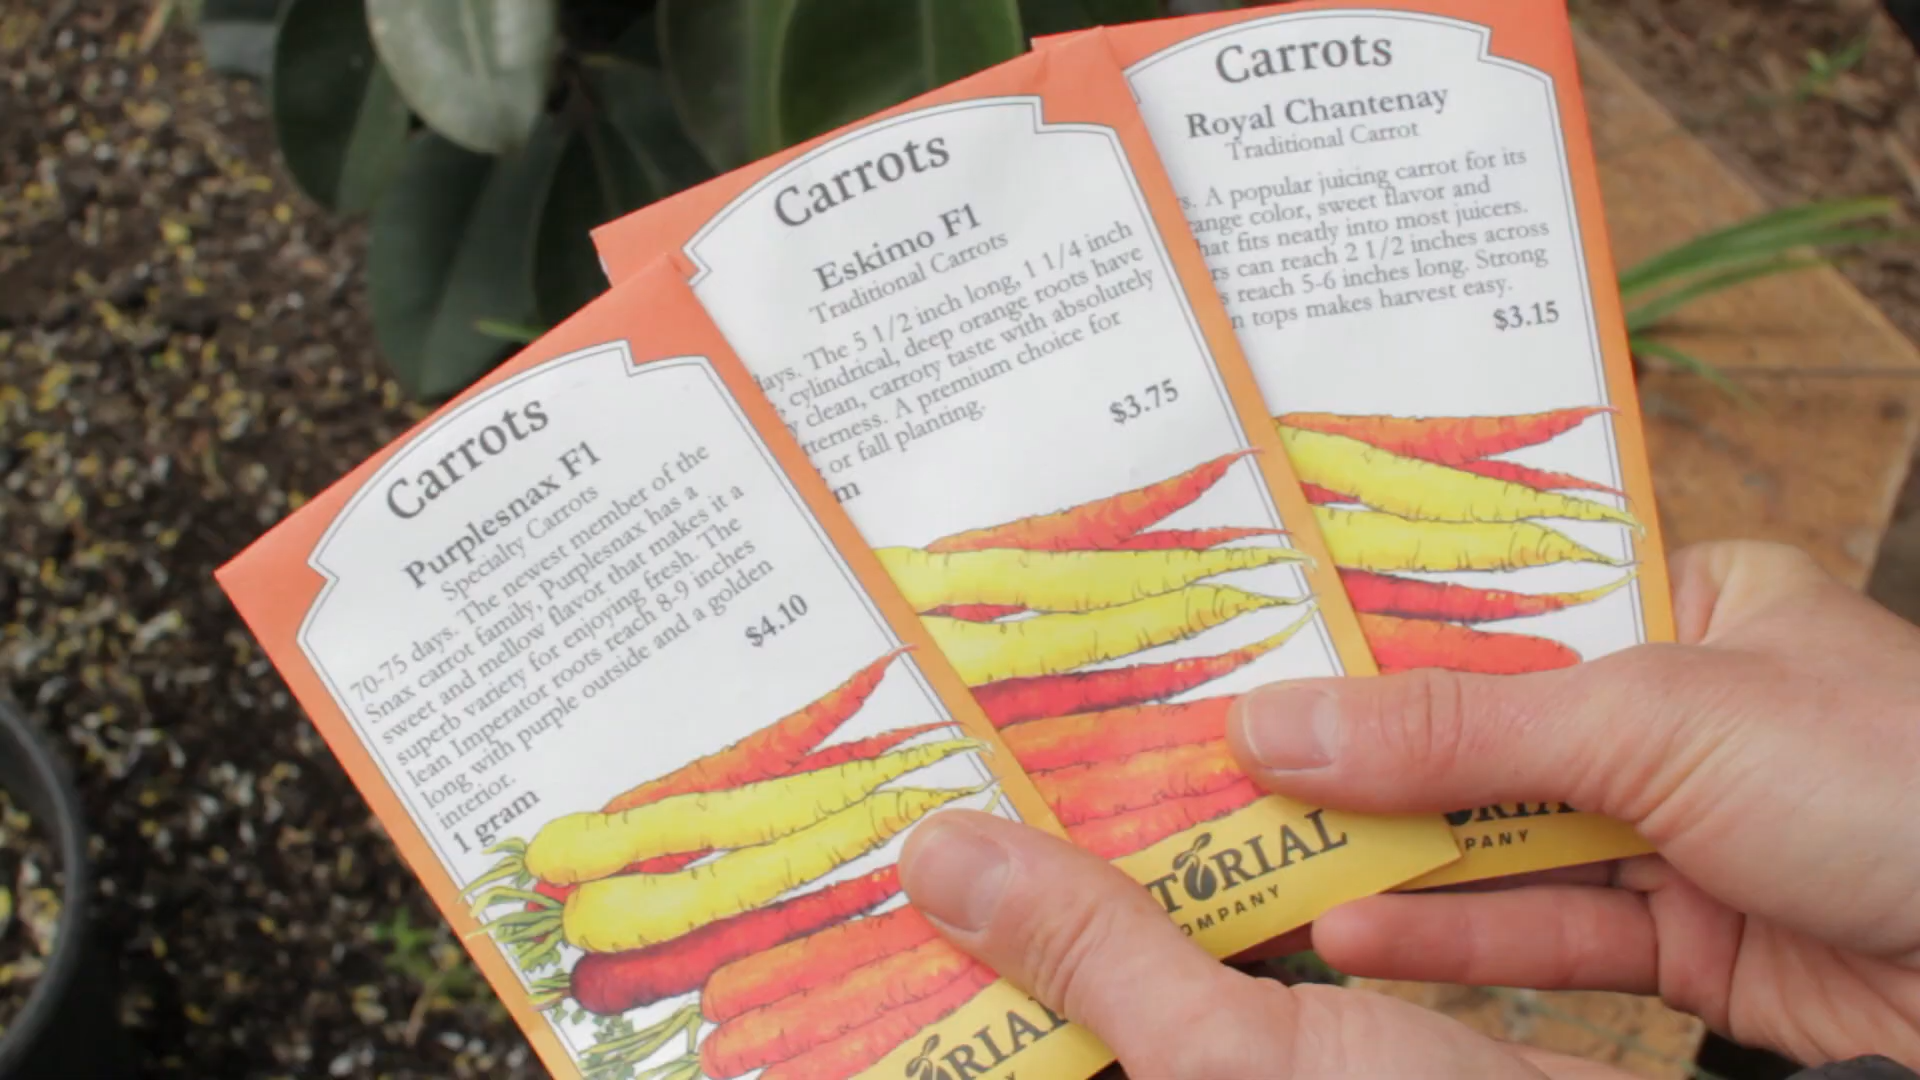 Carrots
Purplesnax F1
Specialty Carrots
70-75 days. The newest member of the
Snax carrot family, Purplesnax has a
sweet and mellow flavor that makes it a
superb variety for enjoying fresh. The
lean Imperator roots reach 8-9 inches
long with purple outside and a golden
interior.
$4.10
1 gram
Carrots
Eskimo F1
Traditional Carrots
The 5 1/2 inch long, 1 1/4 inch
cylindrical, deep orange roots have
clean, carroty taste with absolutely
A premium choice for
or fall planting.
$3.75
Carrots
Royal Chantenay
Traditional Carrot
A popular juicing carrot for its
color, sweet flavor and
fits neatly into most juicers.
can reach 2 1/2 inches across
reach 5-6 inches long. Strong
tops makes harvest easy.
$3.15